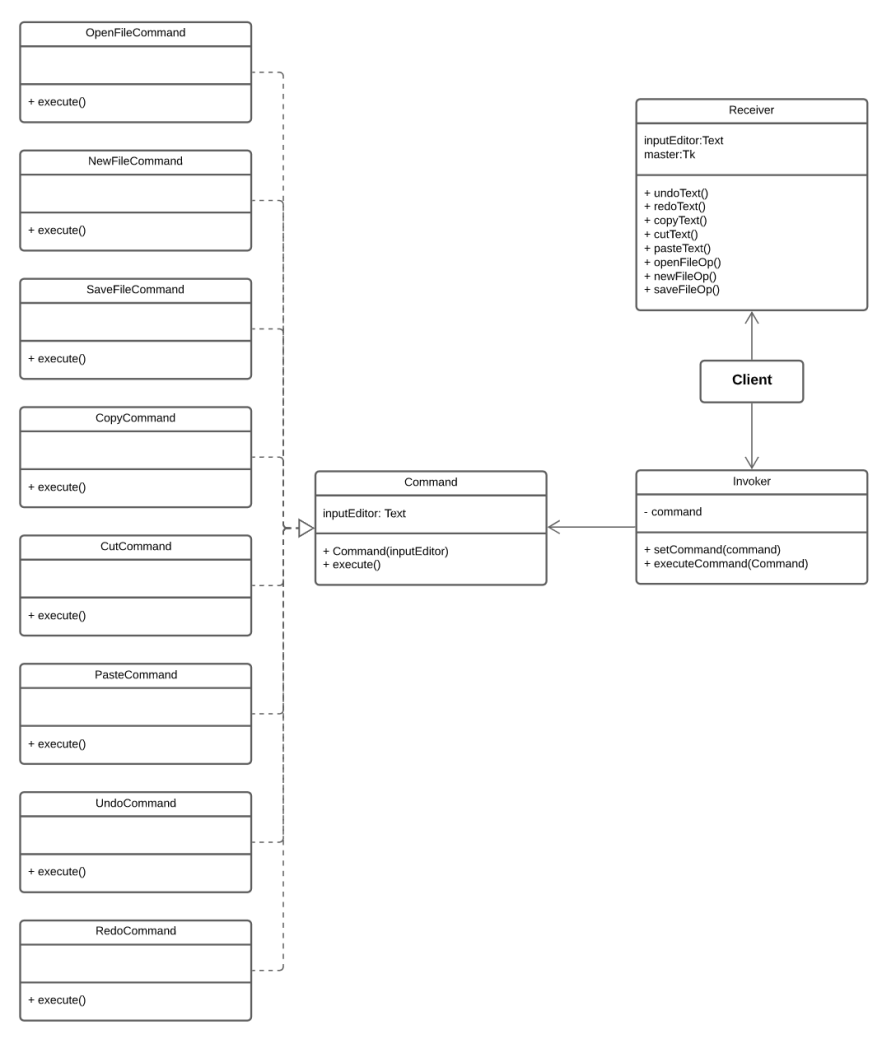 OpenFileCommand
+ execute()
NewFileCommand
+ execute()
SaveFileCommand
+ execute()
CopyCommand
+ execute()
CutCommand
+ execute()
PasteCommand
+ execute()
UndoCommand
+ execute()
RedoCommand
+ execute()
Command
inputEditor: Text
+ Command(inputEditor)
+ execute()
Receiver
inputEditor:Text
master:Tk
+ undoText()
+ redoText()
+ copyText()
+ cutText()
+ pasteText()
+ openFileOp()
+ newFileOp()
+ saveFileOp()
Client
Invoker
- command
+ setCommand(command)
+ executeCommand(Command)